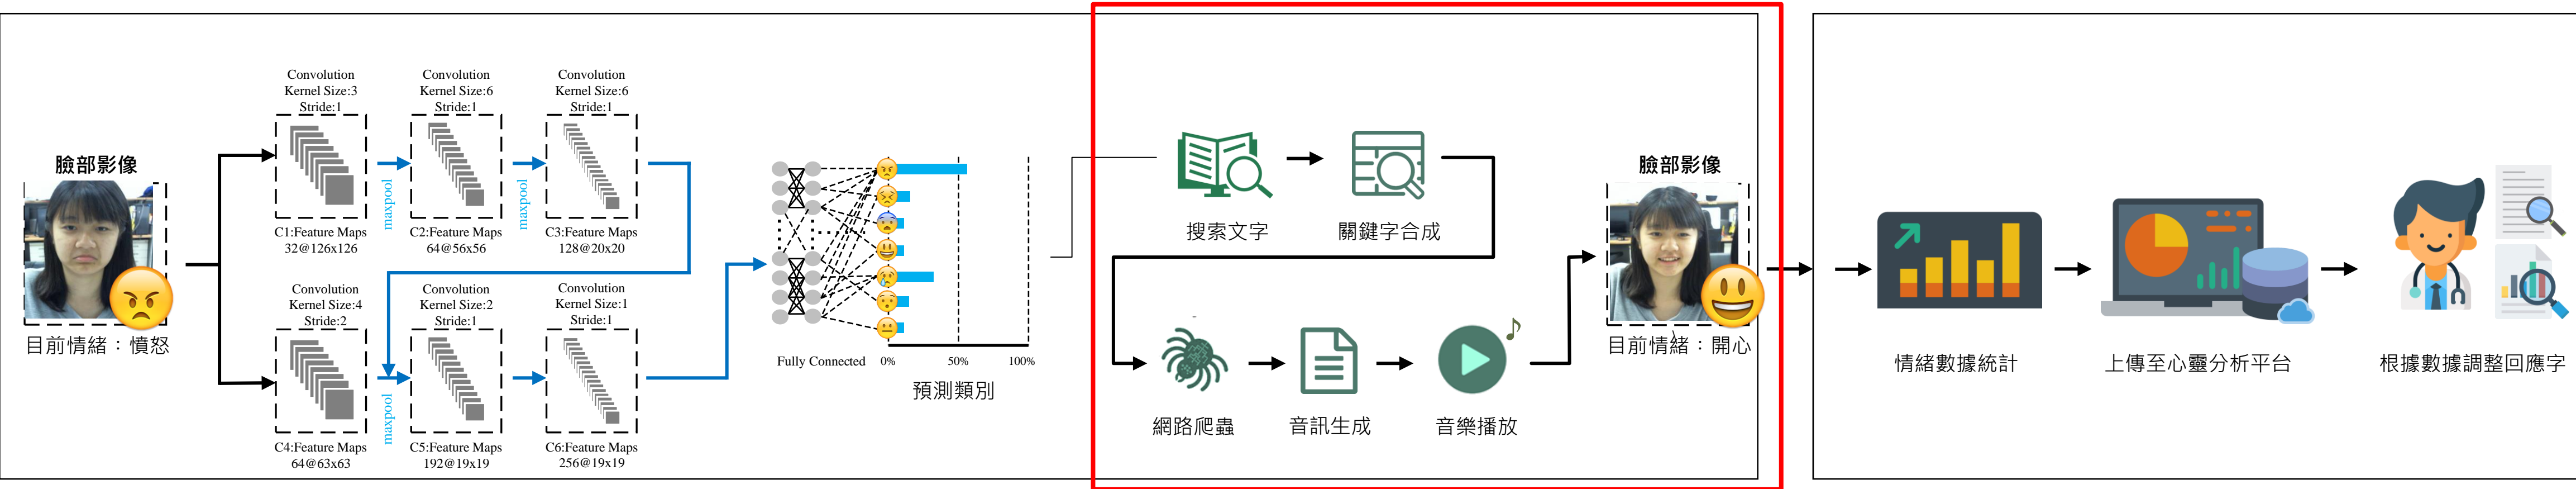 臉部影像
目前情緒：憤怒
Convolution
Kernel Size:3
Stride:1
C1:Feature Maps
32@126x126
maxpool
Convolution
Kernel Size:6
Stride:1
C2:Feature Maps
64@56x56
maxpool
Convolution
Kernel Size:6
Stride:1
C3:Feature Maps
128@20x20
Convolution
Kernel Size:4
Stride:2
C4:Feature Maps
64@63x63
maxpool
Convolution
Kernel Size:2
Stride:1
C5:Feature Maps
192@19x19
Convolution
Kernel Size:1
Stride:1
C6:Feature Maps
256@19x19
Fully Connected
0%
50%
100%
預測類別
搜索文字
關鍵字合成
網路爬蟲
音訊生成
音樂播放
臉部影像
目前情緒：開心
情緒數據統計
上傳至心靈分析平台
根據數據調整回應字